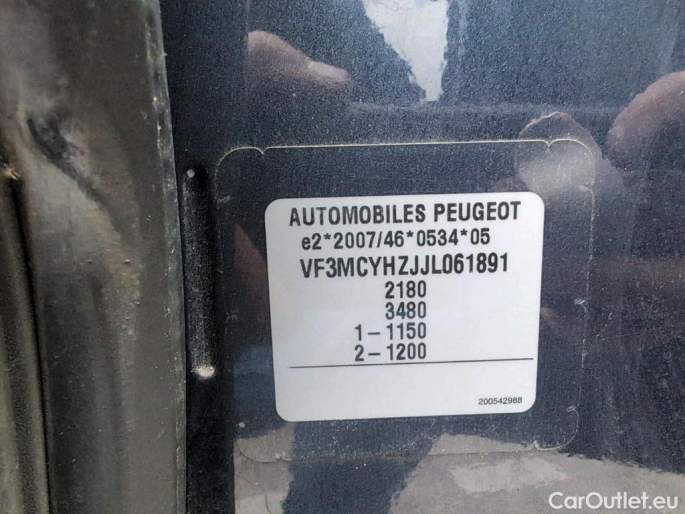 AUTOMOBILES PEUGEOT
e2*2007/46*0534*05
VF3MCYHZJJL061891
2180
3480
1-1150
2-1200
200542988
CarOutlet.eu